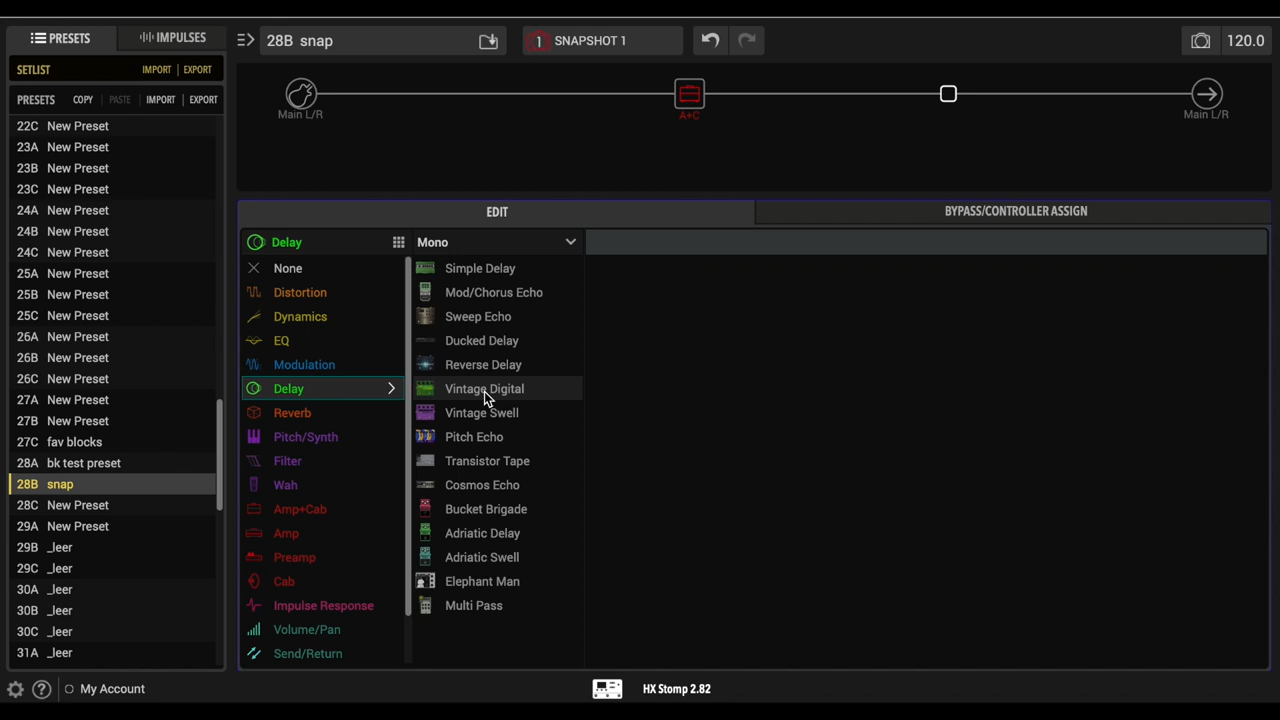 PRESETS
IMPULSES
SETLIST IMPORT EXPORT
PRESETS COPY PASTE IMPORT EXPORT
22C New Preset
23A New Preset
23B New Preset
23C New Preset
24A New Preset
24B New Preset
24C New Preset
25A New Preset
25B New Preset
25C New Preset
26A New Preset
26B New Preset
26C New Preset
27A New Preset
27B New Preset
27C fav blocks
28A bk test preset
28B snap
28C New Preset
29A New Preset
29B _leer
29C _leer
30A _leer
30B _leer
30C _leer
31A _leer
My Account
28B snap
1 SNAPSHOT 1
120.0
Main L/R
A+C
Main L/R
EDIT
BYPASS/CONTROLLER ASSIGN
Delay
None
Distortion
Dynamics
EQ
Modulation
Delay
Reverb
Pitch/Synth
Filter
Wah
Amp+Cab
Amp
Preamp
Cab
Impulse Response
Volume/Pan
Send/Return
Mono
Simple Delay
Mod/Chorus Echo
Sweep Echo
Ducked Delay
Reverse Delay
Vintage Digital
Vintage Swell
Pitch Echo
Transistor Tape
Cosmos Echo
Bucket Brigade
Adriatic Delay
Adriatic Swell
Elephant Man
Multi Pass
HX Stomp 2.82